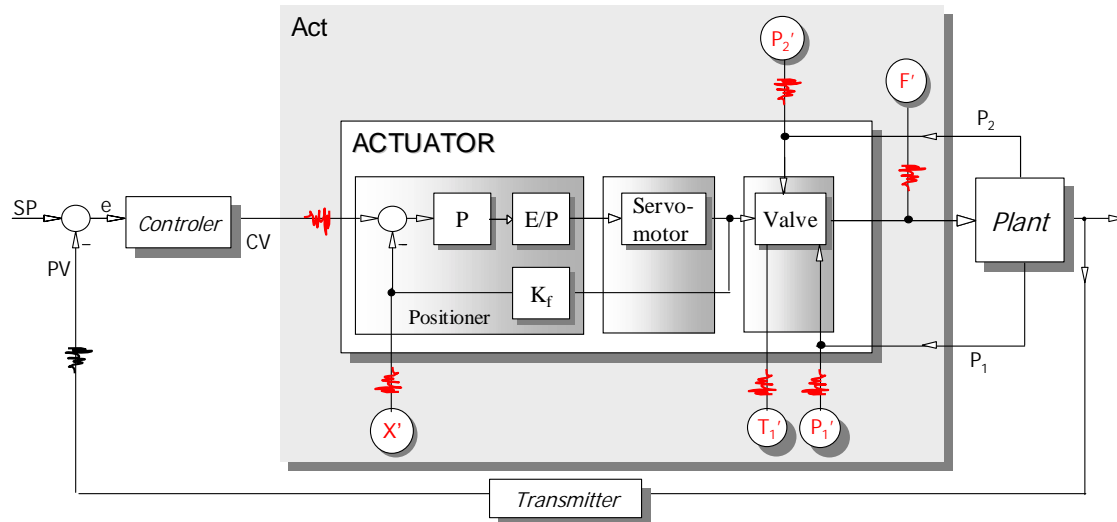 Act
P₂'
F'
P₂
ACTUATOR
SP
e
Controler
CV
P
E/P
Servo-
motor
Valve
Plant
PV
Kf
Positioner
P₁
X'
T₁'
P₁'
Transmitter